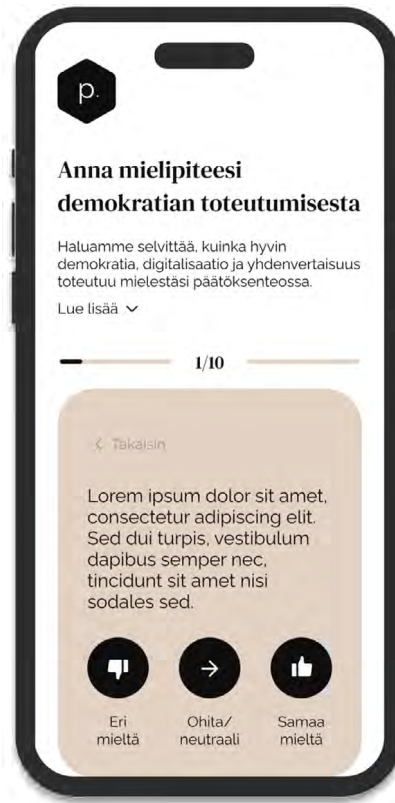 p.
Anna mielipiteesi
demokratian toteutumisesta
Haluamme selvittää, kuinka hyvin
demokratia, digitalisaatio ja yhdenvertaisuus
toteutuu mielestäsi päätöksenteossa.
Lue lisää
1/10
Takaisin
Lorem ipsum dolor sit amet,
consectetur adipiscing elit.
Sed dui turpis, vestibulum
dapibus semper nec,
tincidunt sit amet nisi
sodales sed.
Eri
mieltä
Ohita/
neutraali
Samaa
mieltä